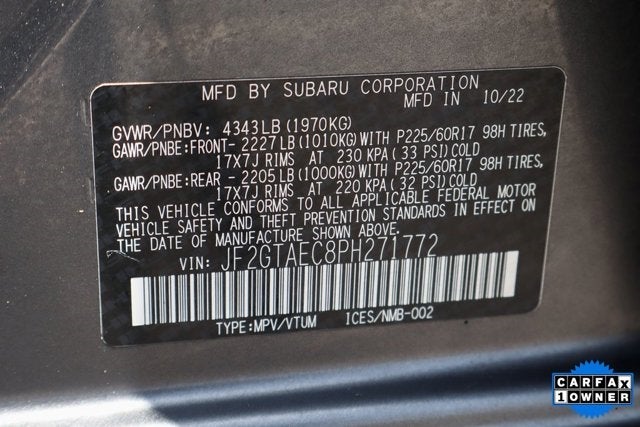 MFD BY SUBARU CORPORATION
MFD IN 10/22
GVWR/PNBV: 4343LB(1970KG)
GAWR/PNBE:FRONT- 2227LB(1010KG)WITH P225/60R17 98H TIRES,
17X7J RIMS AT 230 KPA(33 PSI)COLD
GAWR/PNBE:REAR - 2205LB(1000KG)WITH P225/60R17 98H TIRES,
17X7J RIMS AT 220 KPA(32 PSI)COLD
THIS VEHICLE CONFORMS TO ALL APPLICABLE FEDERAL MOTOR
VEHICLE SAFETY AND THEFT PREVENTION STANDARDS IN EFFECT ON
THE DATE OF MANUFACTURE SHOWN ABOVE.
VIN: JF2GTAEC8PH271772
TYPE:MPV/VTUM ICES/NMB-002
CARFAX
1 OWNER